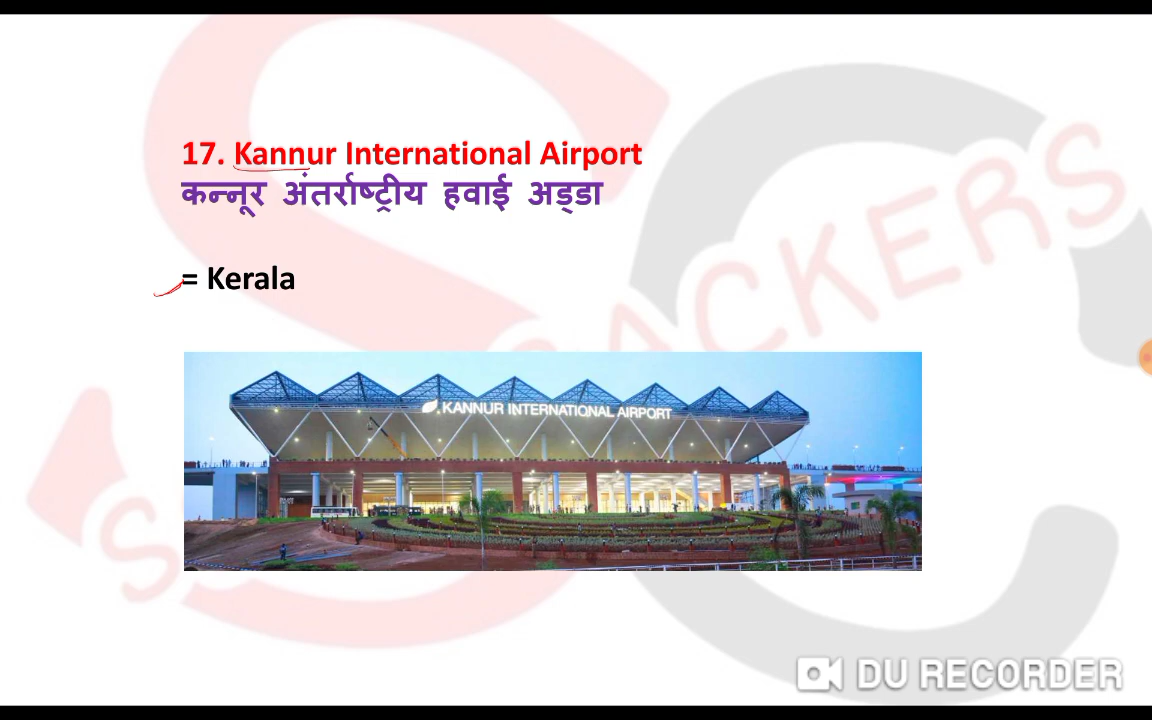 17. Kannur International Airport
कन्नूर अंतर्राष्ट्रीय हवाई अड्डा
= Kerala
KANNUR INTERNATIONAL AIRPORT
DU RECORDER